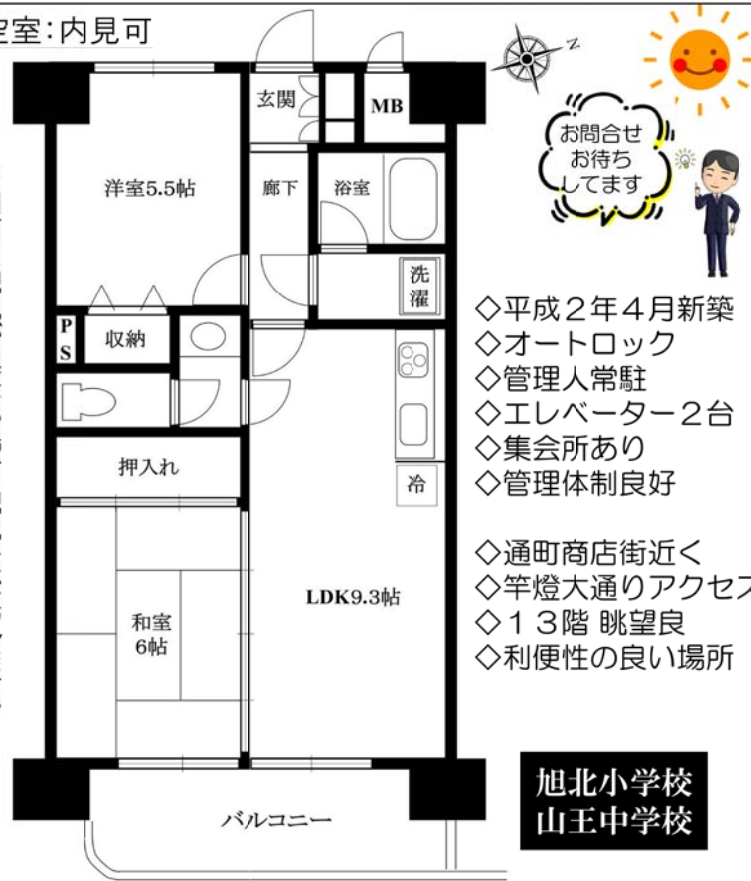 空室：内見可
Z
玄関
MB
洋室5.5帖
廊下
浴室
洗濯
PS
収納
押入れ
冷
LDK9.3帖
和室
6帖
バルコニー
お問合せ
お待ち
してます
◇平成２年４月新築
◇オートロック
◇管理人常駐
◇エレベーター２台
◇集会所あり
◇管理体制良好
◇通町商店街近く
◇竿燈大通りアクセス
◇１３階 眺望良
◇利便性の良い場所
旭北小学校
山王中学校